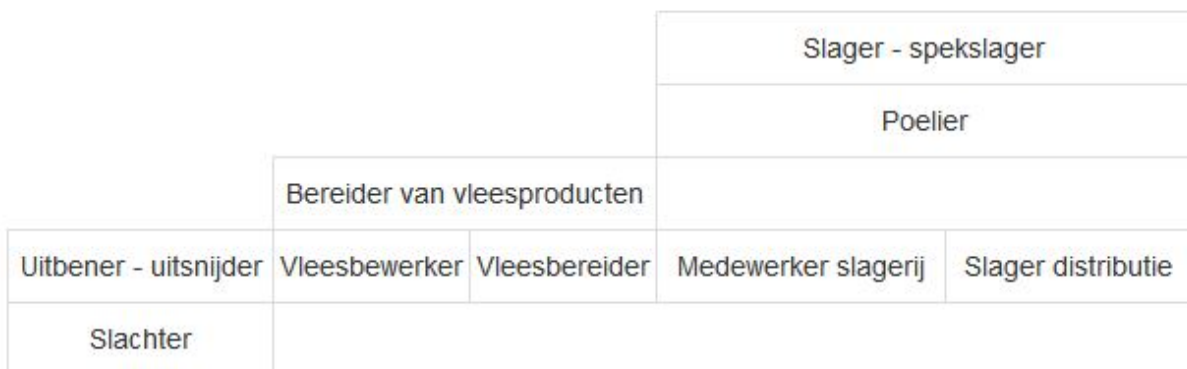 Slager - spekslager
Poelier
Bereider van vleesproducten
Uitbener - uitsnijder Vleesbewerker Vleesbereider Medewerker slagerij Slager distributie
Slachter